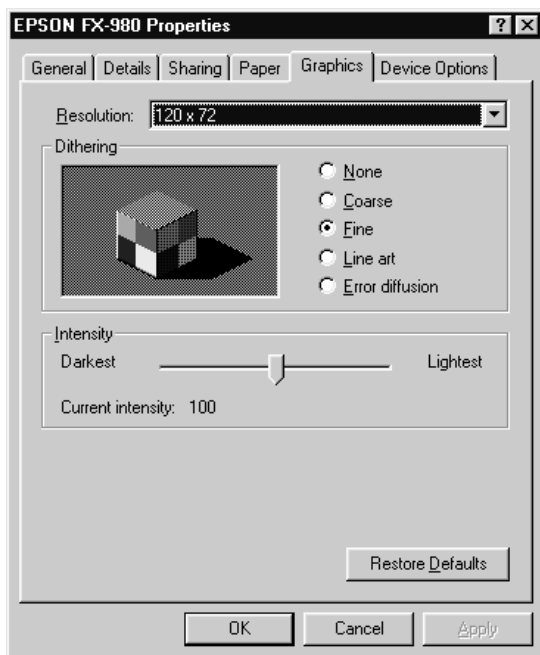 EPSON FX-980 Properties
General Details Sharing Paper Graphics Device Options
Resolution: 120 x 72
Dithering
None
Coarse
Fine
Line art
Error diffusion
Intensity
Darkest Lightest
Current intensity: 100
Restore Defaults
OK Cancel Apply